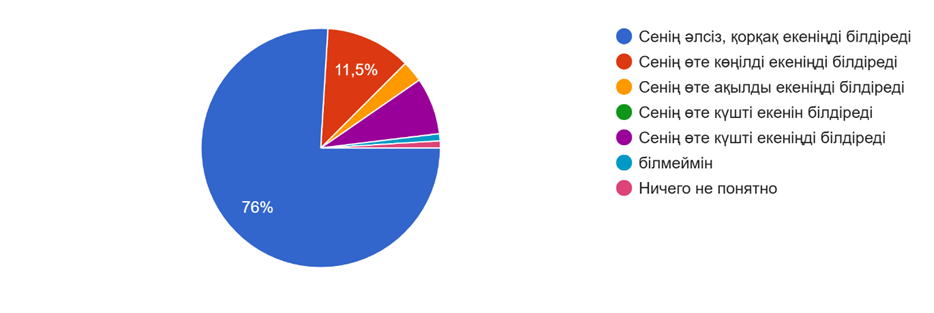 11,5%
76%
Сенің әлсіз, қорқақ екеніңді білдіреді
Сенің өте көңілді екеніңді білдіреді
Сенің өте ақылды екеніңді білдіреді
Сенің өте күшті екенін білдіреді
Сенің өте күшті екеніңді білдіреді
білмеймін
Ничего не понятно